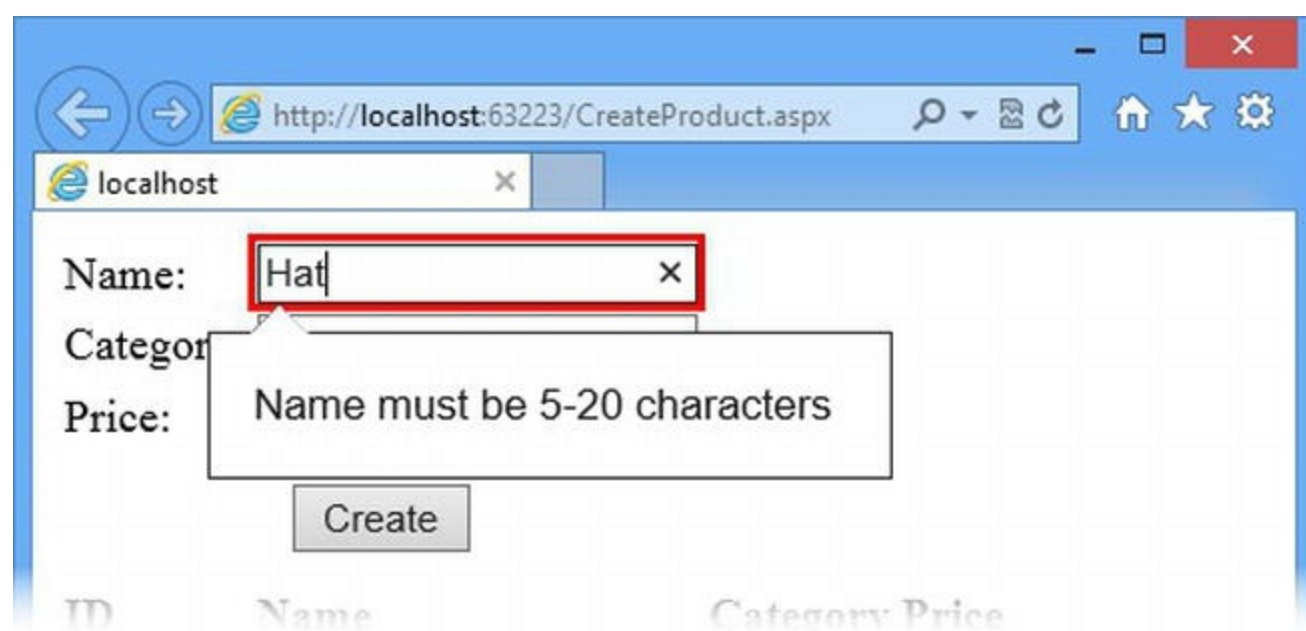 http://localhost:63223/CreateProduct.aspx
localhost
Name: Hat
Categor
Price:
Name must be 5-20 characters
Create
ID Name Category Price